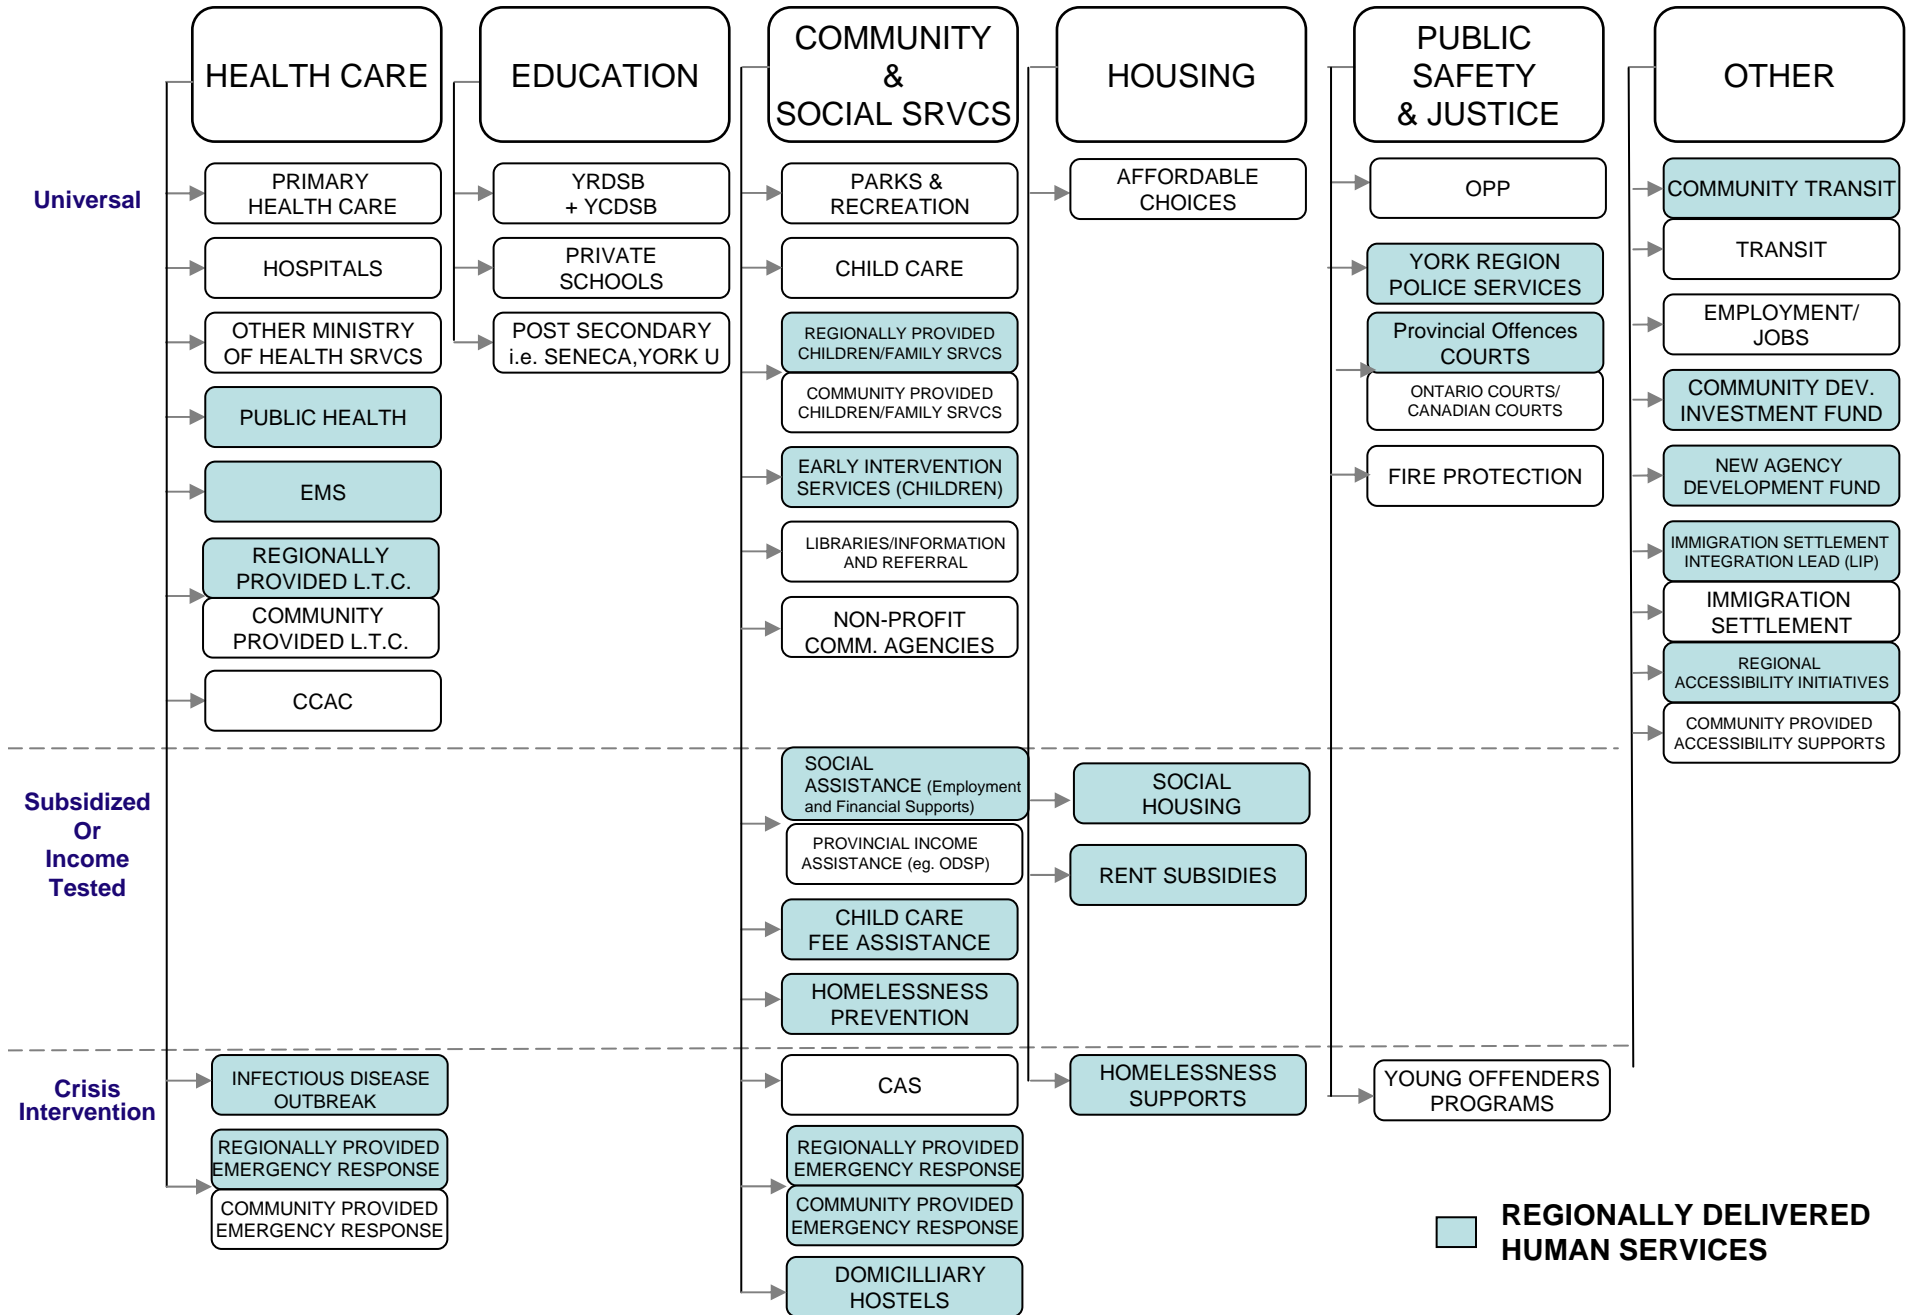 HEALTH CARE
EDUCATION
COMMUNITY
&
SOCIAL SRVCS
HOUSING
PUBLIC
SAFETY
& JUSTICE
OTHER
Universal
PRIMARY
HEALTH CARE
HOSPITALS
OTHER MINISTRY
OF HEALTH SRVCS
PUBLIC HEALTH
EMS
REGIONALLY
PROVIDED L.T.C.
COMMUNITY
PROVIDED L.T.C.
CCAC
YRDSB
+ YCDSB
PRIVATE
SCHOOLS
POST SECONDARY
i.e. SENECA,YORK U
PARKS &
RECREATION
CHILD CARE
REGIONALLY PROVIDED
CHILDREN/FAMILY SRVCS
COMMUNITY PROVIDED
CHILDREN/FAMILY SRVCS
EARLY INTERVENTION
SERVICES (CHILDREN)
LIBRARIES/INFORMATION
AND REFERRAL
NON-PROFIT
COMM. AGENCIES
AFFORDABLE
CHOICES
OPP
YORK REGION
POLICE SERVICES
Provincial Offences
COURTS
ONTARIO COURTS/
CANADIAN COURTS
FIRE PROTECTION
COMMUNITY TRANSIT
TRANSIT
EMPLOYMENT/
JOBS
COMMUNITY DEV.
INVESTMENT FUND
NEW AGENCY
DEVELOPMENT FUND
IMMIGRATION SETTLEMENT
INTEGRATION LEAD (LIP)
IMMIGRATION
SETTLEMENT
REGIONAL
ACCESSIBILITY INITIATIVES
COMMUNITY PROVIDED
ACCESSIBILITY SUPPORTS
Subsidized
Or
Income
Tested
SOCIAL
ASSISTANCE (Employment
and Financial Supports)
PROVINCIAL INCOME
ASSISTANCE (eg. ODSP)
CHILD CARE
FEE ASSISTANCE
HOMELESSNESS
PREVENTION
SOCIAL
HOUSING
RENT SUBSIDIES
Crisis
Intervention
INFECTIOUS DISEASE
OUTBREAK
REGIONALLY PROVIDED
EMERGENCY RESPONSE
COMMUNITY PROVIDED
EMERGENCY RESPONSE
CAS
REGIONALLY PROVIDED
EMERGENCY RESPONSE
COMMUNITY PROVIDED
EMERGENCY RESPONSE
DOMICILLIARY
HOSTELS
HOMELESSNESS
SUPPORTS
YOUNG OFFENDERS
PROGRAMS
REGIONALLY DELIVERED
HUMAN SERVICES